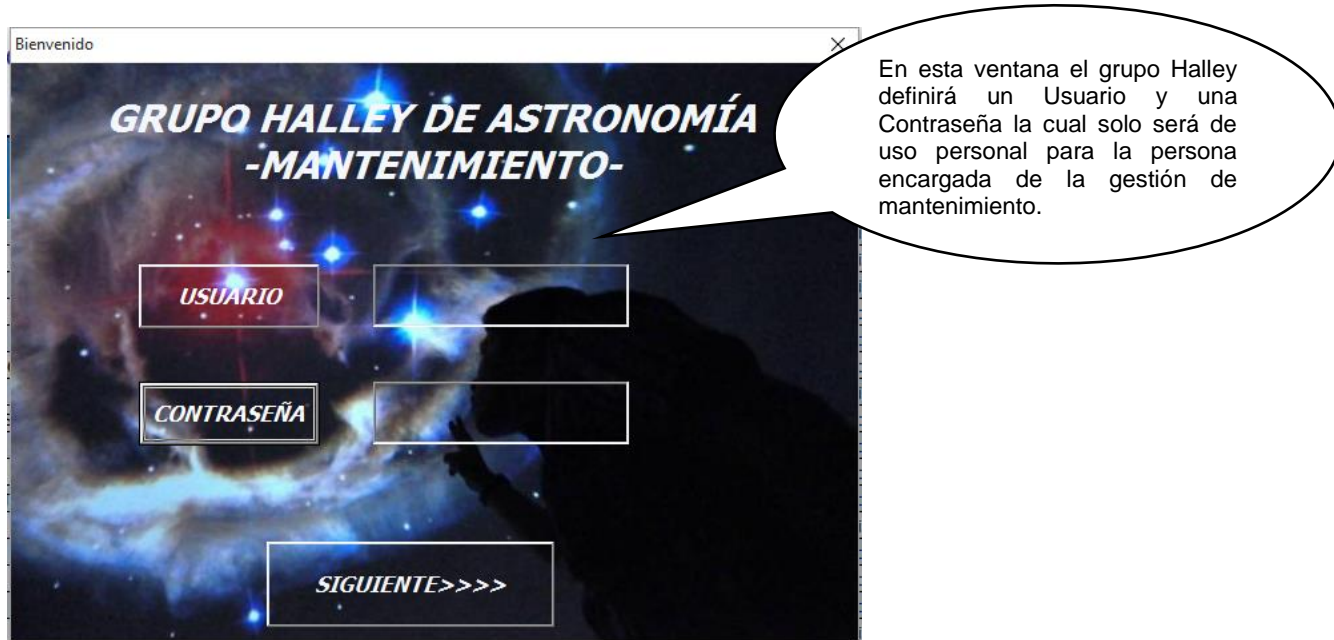 Bienvenido
GRUPO HALLEY DE ASTRONOMÍA
-MANTENIMIENTO-
USUARIO
CONTRASEÑA
SIGUIENTE>>>>
En esta ventana el grupo Halley
definirá un Usuario y una
Contraseña la cual solo será de
uso personal para la persona
encargada de la gestión de
mantenimiento.